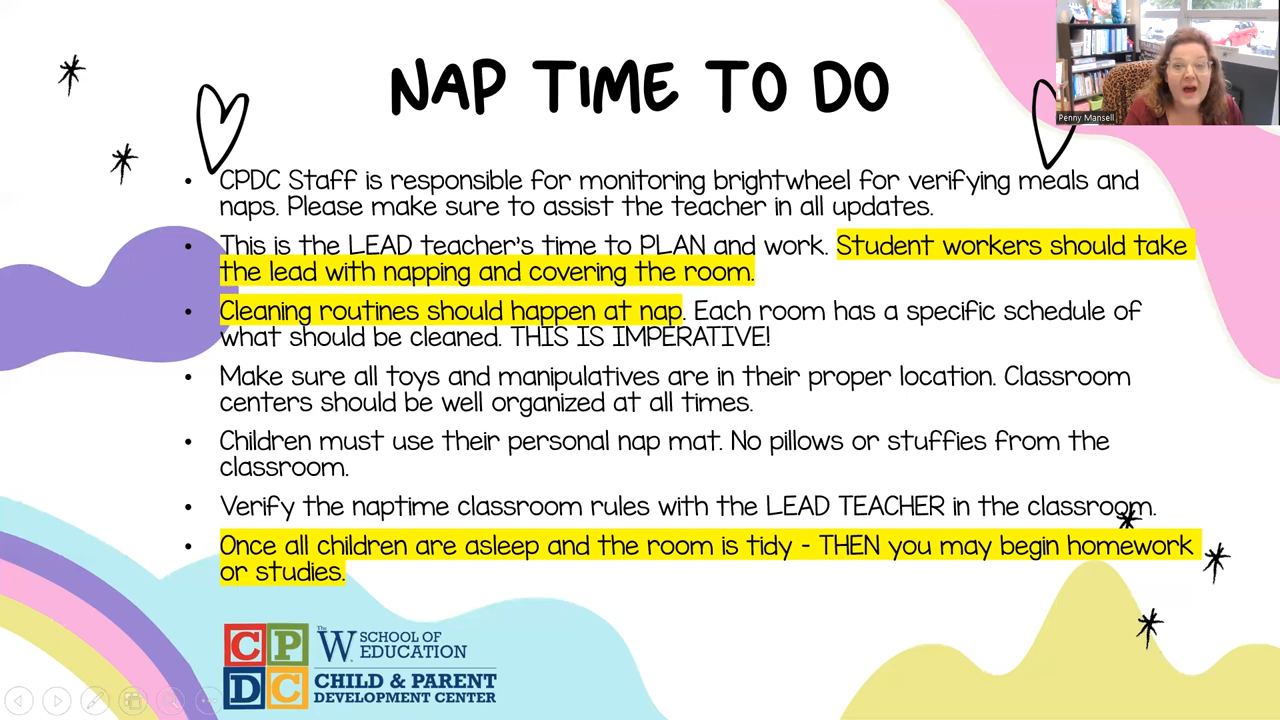 NAP TIME TO DO
Penny Mansell
• CPDC Staff is responsible for monitoring brightwheel for verifying meals and
naps. Please make sure to assist the teacher in all updates.
• This is the LEAD teacher's time to PLAN and work. Student workers should take
the lead with napping and covering the room.
• Cleaning routines should happen at nap. Each room has a specific schedule of
what should be cleaned. THIS IS IMPERATIVE!
• Make sure all toys and manipulatives are in their proper location. Classroom
centers should be well organized at all times.
• Children must use their personal nap mat. No pillows or stuffies from the
classroom.
• Verify the naptime classroom rules with the LEAD TEACHER in the classroom.
• Once all children are asleep and the room is tidy - THEN you may begin homework
or studies.
CP
DC
The W SCHOOL OF
EDUCATION
CHILD & PARENT
DEVELOPMENT CENTER